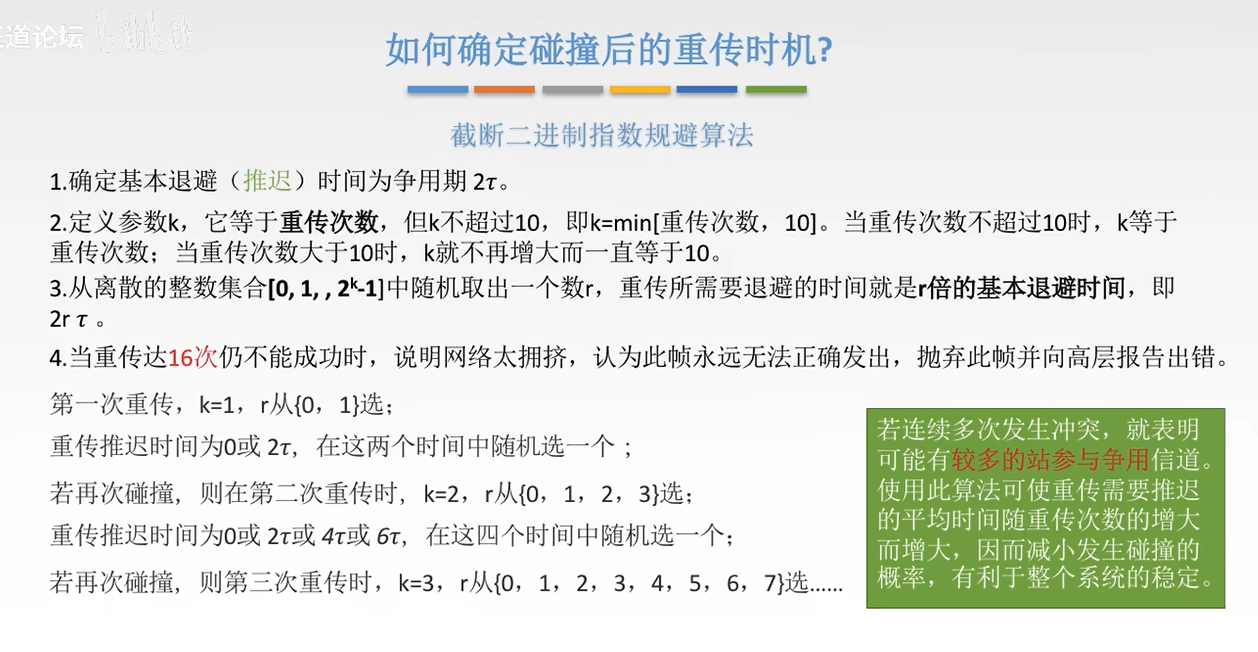 道论坛 bilibili
如何确定碰撞后的重传时机?
截断二进制指数规避算法
1.确定基本退避（推迟）时间为争用期 2τ。
2.定义参数k，它等于重传次数，但k不超过10，即k=min[重传次数，10]。当重传次数不超过10时，k等于
重传次数；当重传次数大于10时，k就不再增大而一直等于10。
3.从离散的整数集合[0, 1, , 2ᵏ-1]中随机取出一个数r，重传所需要退避的时间就是r倍的基本退避时间，即
2r τ 。
4.当重传达16次仍不能成功时，说明网络太拥挤，认为此帧永远无法正确发出，抛弃此帧并向高层报告出错。
第一次重传，k=1，r从{0，1}选；
重传推迟时间为0或 2τ，在这两个时间中随机选一个；
若再次碰撞，则在第二次重传时，k=2，r从{0，1，2，3}选；
重传推迟时间为0或 2τ或 4τ或 6τ，在这四个时间中随机选一个；
若再次碰撞，则第三次重传时，k=3，r从{0，1，2，3，4，5，6，7}选……
若连续多次发生冲突，就表明
可能有较多的站参与争用信道。
使用此算法可使重传需要推迟
的平均时间随重传次数的增大
而增大，因而减小发生碰撞的
概率，有利于整个系统的稳定。